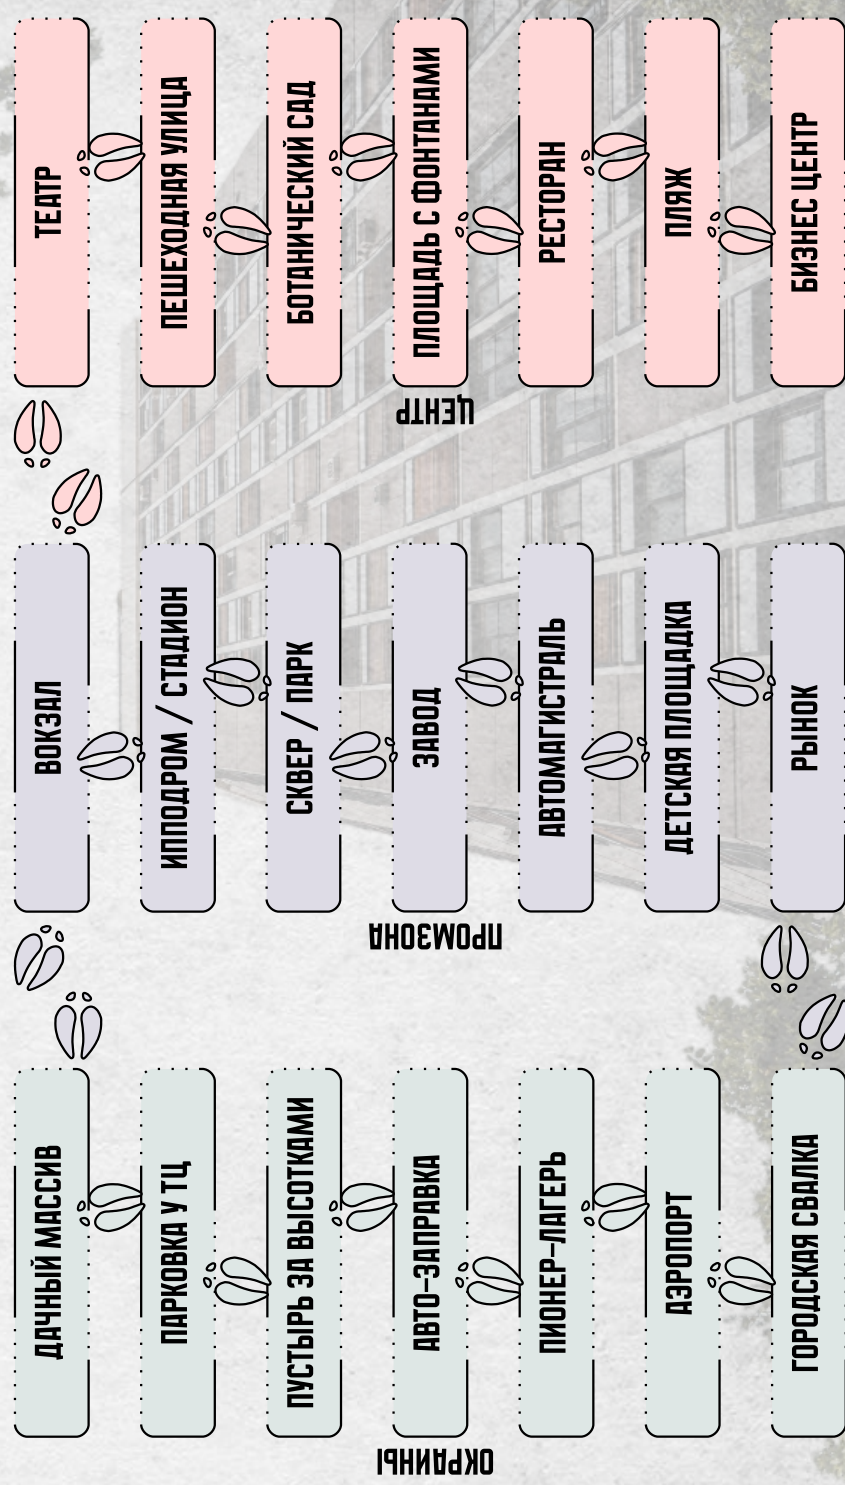 ТЕАТР
ПЕШЕХОДНАЯ УЛИЦА
БОТАНИЧЕСКИЙ САД
ПЛОЩАДЬ С ФОНТАНАМИ
РЕСТОРАН
ПЛЯЖ
БИЗНЕС ЦЕНТР
ЦЕНТР
ВОКЗАЛ
ИППОДРОМ / СТАДИОН
СКВЕР / ПАРК
ЗАВОД
АВТОМАГИСТРАЛЬ
ДЕТСКАЯ ПЛОЩАДКА
РЫНОК
ПРОМЗОНА
ДАЧНЫЙ МАССИВ
ПАРКОВКА У ТЦ
ПУСТЫРЬ ЗА ВЫСОТКАМИ
АВТО-ЗАПРАВКА
ПИОНЕР-ЛАГЕРЬ
АЭРОПОРТ
ГОРОДСКАЯ СВАЛКА
ОКРАИНЫ